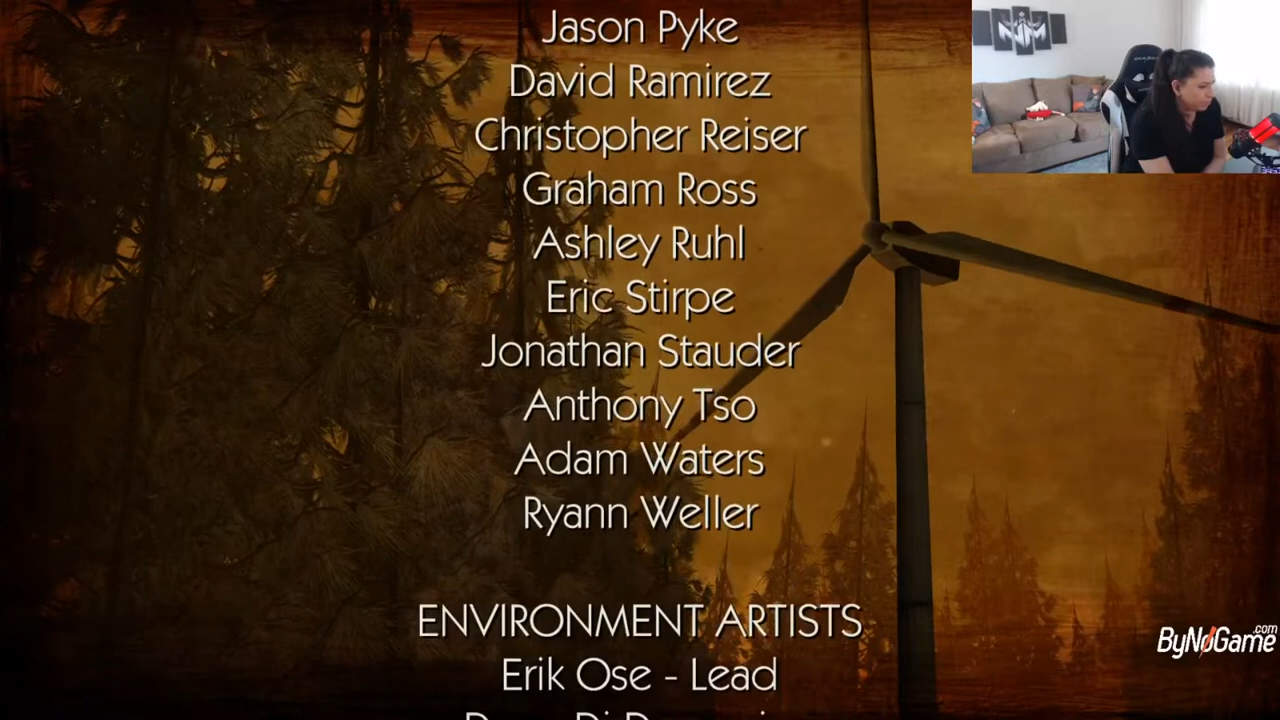 Jason Pyke
David Ramirez
Christopher Reiser
Graham Ross
Ashley Ruhl
Eric Stirpe
Jonathan Stauder
Anthony Tso
Adam Waters
Ryann Weller
ENVIRONMENT ARTISTS
Erik Ose - Lead
ByNoGame.com